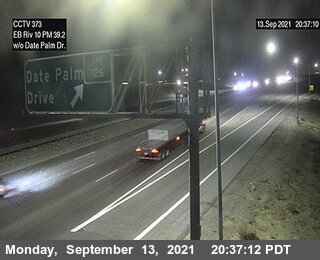 CCTV 373
EB Riv 10 PM 39.2
w/o Date Palm Dr.
13.Sep 2021 20:37:10
EXIT 126
Date Palm
Drive
Monday, September 13, 2021 20:37:12 PDT